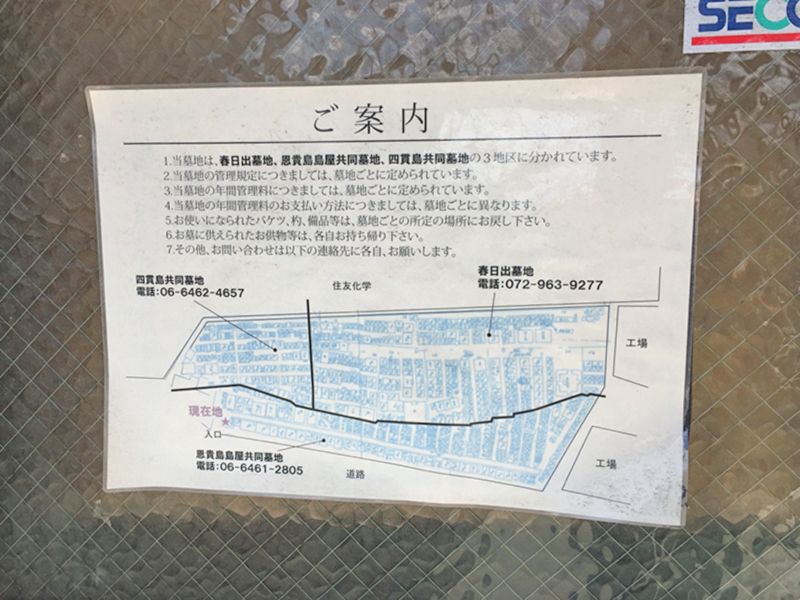 SECO
ご案内
1.当墓地は、春日出墓地、恩貴島島屋共同墓地、四貫島共同墓地の3地区に分かれています。
2.当墓地の管理規定につきましては、墓地ごとに定められています。
3.当墓地の年間管理料につきましては、墓地ごとに定められています。
4.当墓地の年間管理料のお支払い方法につきましては、墓地ごとに異なります。
5.お使いになられたバケツ、杓、備品等は、墓地ごとの所定の場所にお戻し下さい。
6.お墓に供えられたお供物等は、各自お持ち帰り下さい。
7.その他、お問い合わせは以下の連絡先に各自、お願いします。
四貫島共同墓地
電話:06-6462-4657
住友化学
春日出墓地
電話:072-963-9277
工場
現在地
入口
恩貴島島屋共同墓地
電話:06-6461-2805
道路
工場